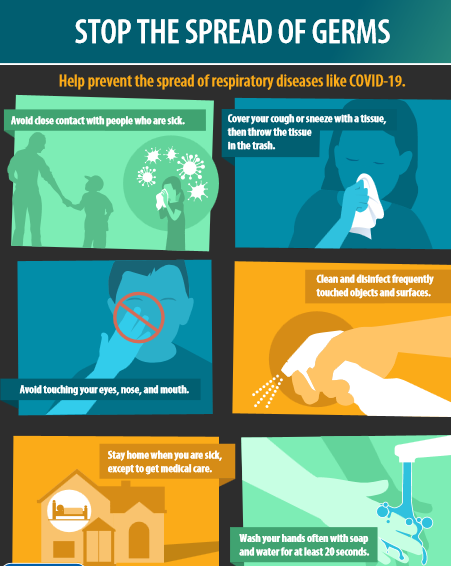 STOP THE SPREAD OF GERMS
Help prevent the spread of respiratory diseases like COVID-19.
Avoid close contact with people who are sick.
Cover your cough or sneeze with a tissue,
then throw the tissue
in the trash.
Avoid touching your eyes, nose, and mouth.
Clean and disinfect frequently
touched objects and surfaces.
Stay home when you are sick,
except to get medical care.
Wash your hands often with soap
and water for at least 20 seconds.